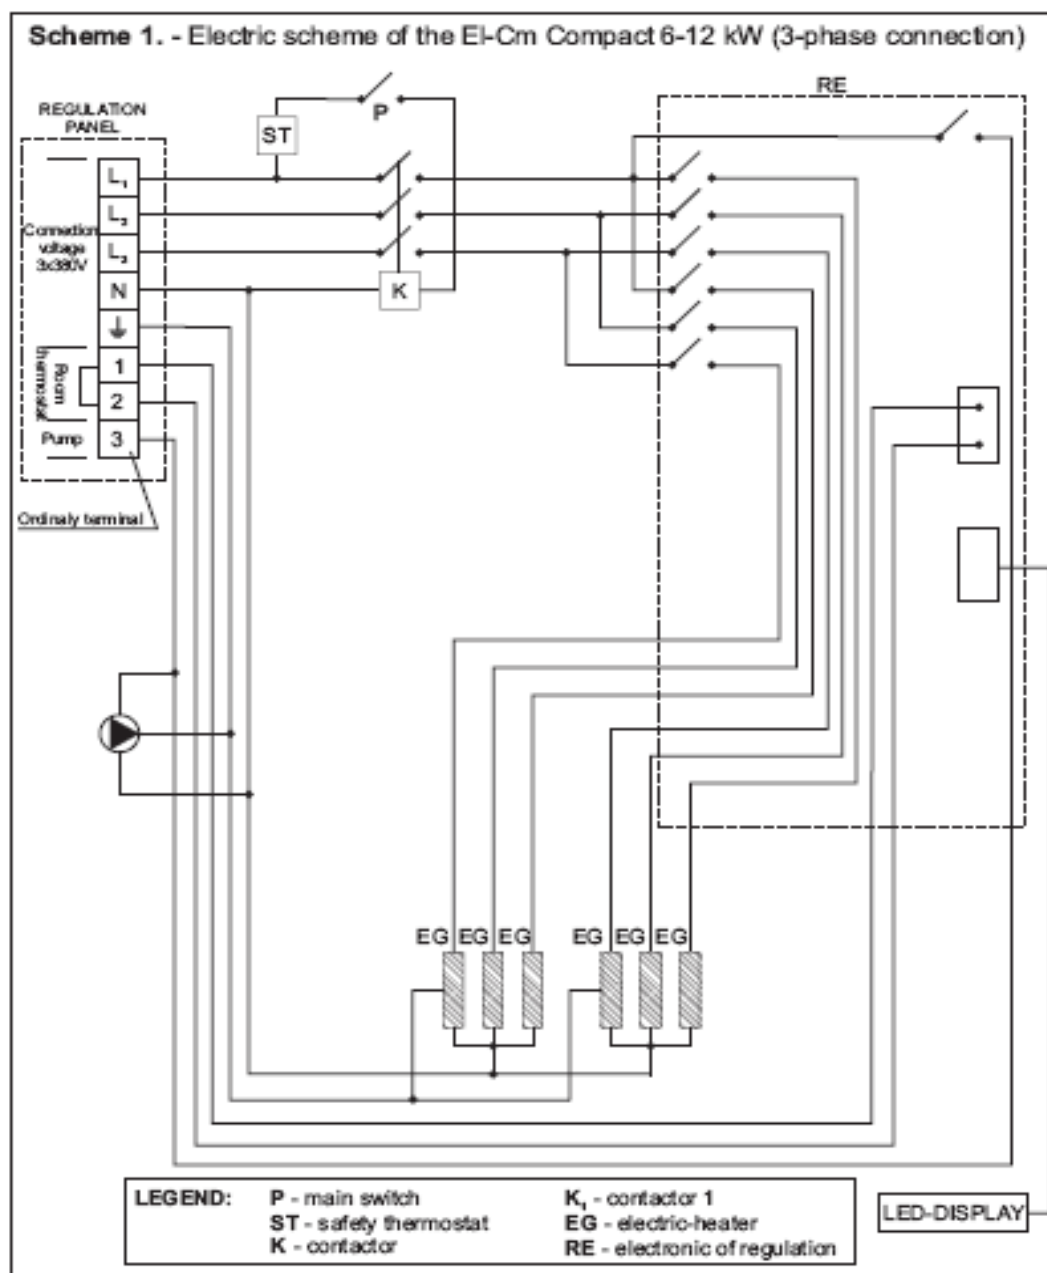 Scheme 1. - Electric scheme of the El-Cm Compact 6-12 kW (3-phase connection)
RE
REGULATION
PANEL
P
ST
L₁
L₂
L₃
N
Connection
voltage
3x380V
K
1
2
3
Room
thermostat
Pump
Ordinaly terminal
EG EG EG EG EG EG
LEGEND:
P - main switch
ST - safety thermostat
K - contactor
K₁ - contactor 1
EG - electric-heater
RE - electronic of regulation
LED-DISPLAY